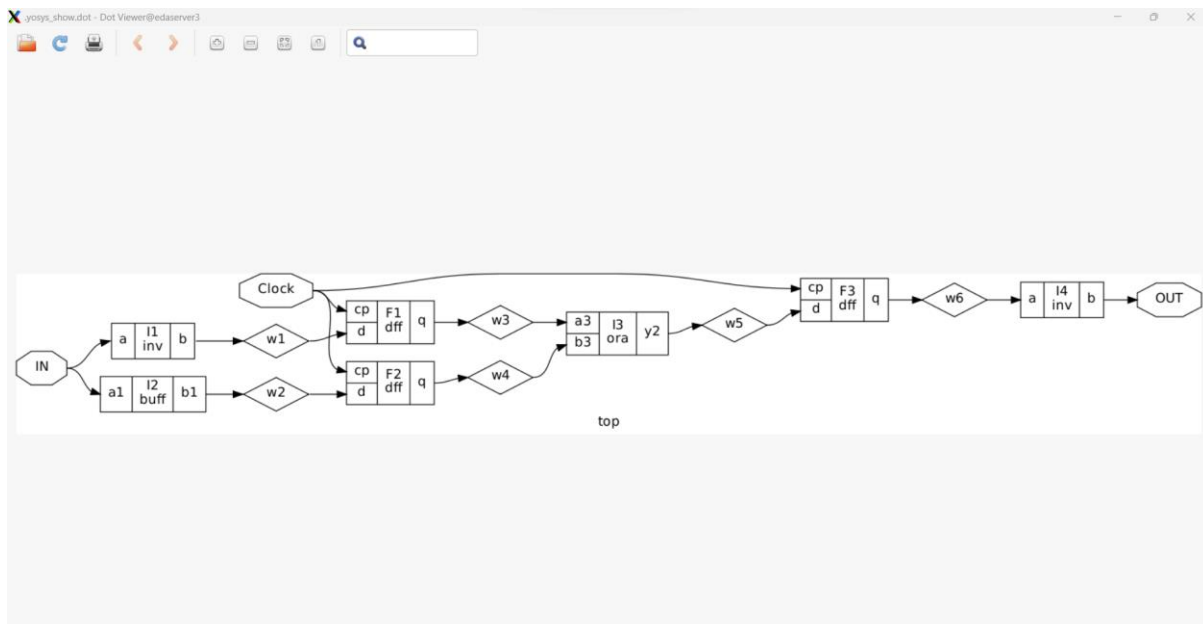 .yosys_show.dot - Dot Viewer@edaserver3
Clock
IN
a I1 inv b
a1 I2 buff b1
w1
w2
cp d F1 dff q
cp d F2 dff q
w3
w4
a3 b3 I3 ora y2
w5
cp d F3 dff q
w6
a I4 inv b
OUT
top